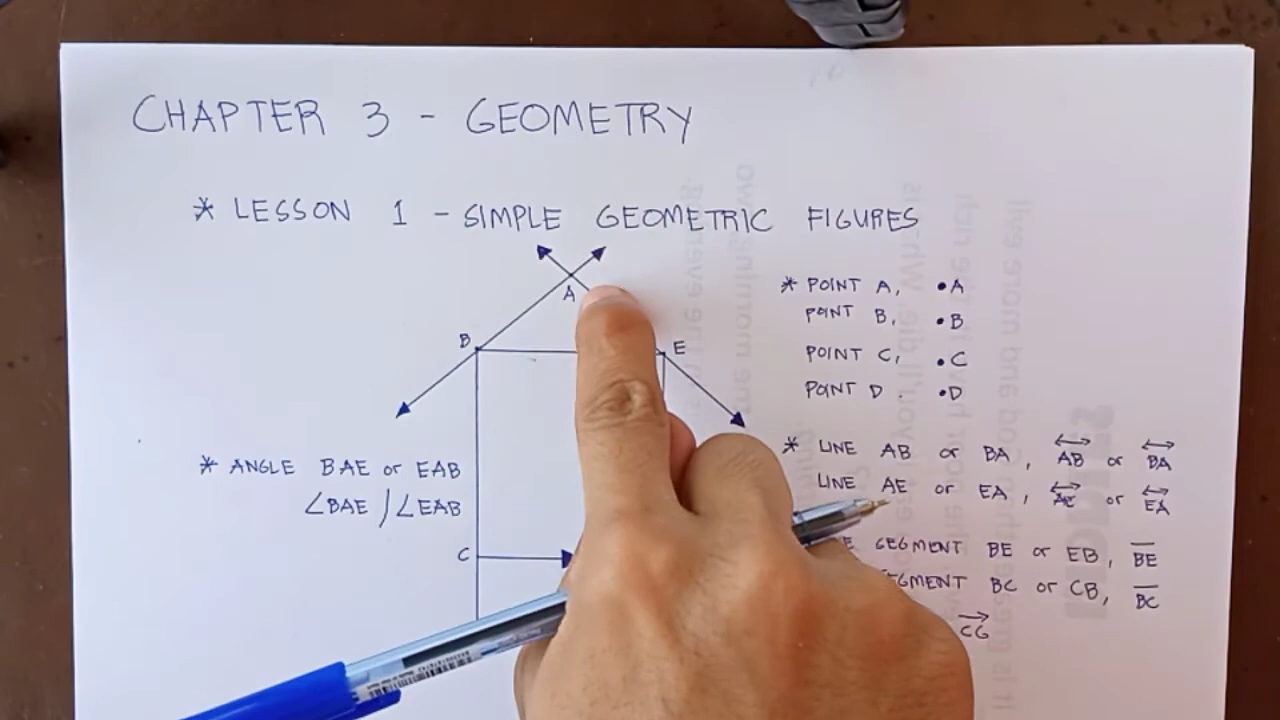 CHAPTER 3 - GEOMETRY
* LESSON 1 - SIMPLE GEOMETRIC FIGURES
A
B
E
C
* ANGLE BAE or EAB
∠BAE / ∠EAB
* POINT A, •A
POINT B, •B
POINT C, •C
POINT D. •D
* LINE AB or BA, AB or BA
LINE AE or EA, AE or EA
SEGMENT BE or EB, BE
SEGMENT BC or CB, BC
CG